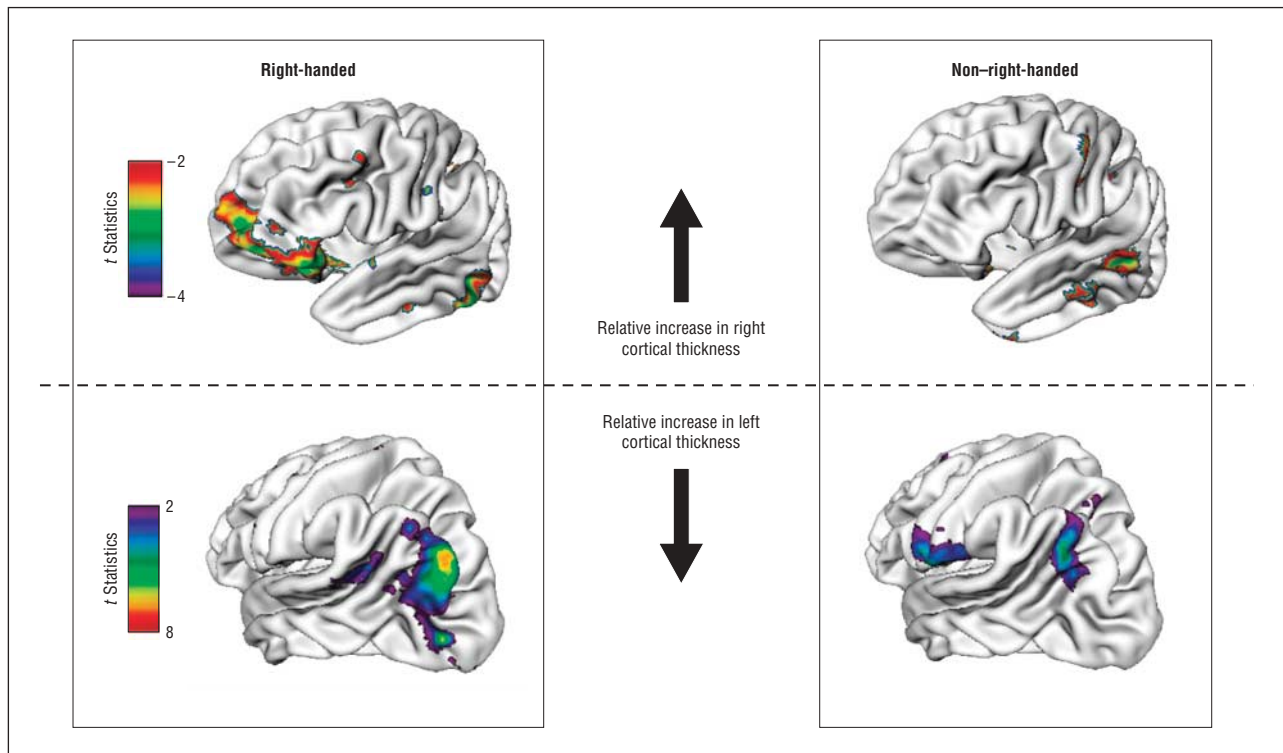 Right-handed
Non–right-handed
t Statistics
–2
–4
Relative increase in right
cortical thickness
Relative increase in left
cortical thickness
t Statistics
2
8